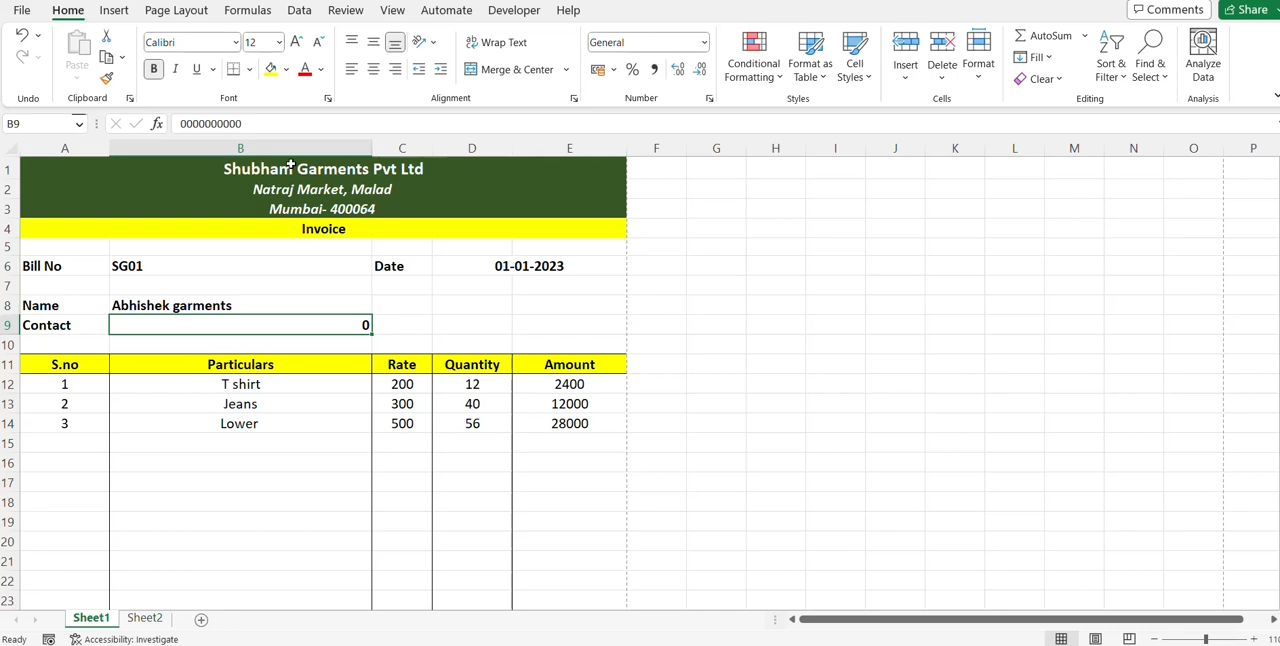 File Home Insert Page Layout Formulas Data Review View Automate Developer Help Comments Share
Calibri 12 Wrap Text General AutoSum
Paste B I U Merge & Center % Conditional Formatting Format as Table Cell Styles Insert Delete Format Fill Clear Sort & Filter Find & Select Analyze Data
Undo Clipboard Font Alignment Number Styles Cells Editing Analysis
B9 fx 0000000000
A B C D E F G H I J K L M N O P
1 Shubham Garments Pvt Ltd
2 Natraj Market, Malad
3 Mumbai- 400064
4 Invoice
5
6 Bill No SG01 Date 01-01-2023
7
8 Name Abhishek garments
9 Contact 0
10
11 S.no Particulars Rate Quantity Amount
12 1 T shirt 200 12 2400
13 2 Jeans 300 40 12000
14 3 Lower 500 56 28000
15
16
17
18
19
20
21
22
23
Sheet1 Sheet2
Ready Accessibility: Investigate